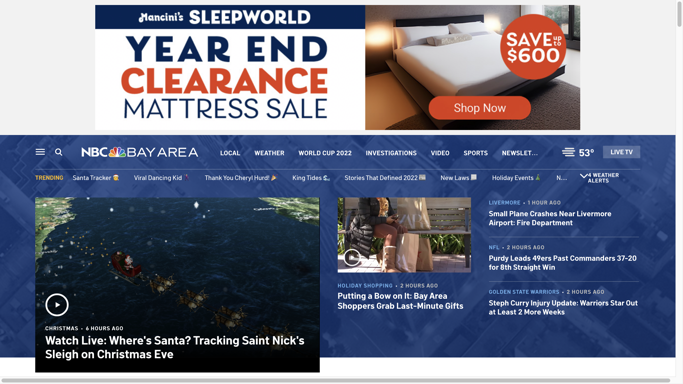 Mancini's SLEEPWORLD
YEAR END
CLEARANCE
MATTRESS SALE
SAVE up to
$600
Shop Now
NBC BAY AREA
LOCAL
WEATHER
WORLD CUP 2022
INVESTIGATIONS
VIDEO
SPORTS
NEWSLET...
53°
LIVE TV
TRENDING
Santa Tracker
Viral Dancing Kid
Thank You Cheryl Hurd!
King Tides
Stories That Defined 2022
New Laws
Holiday Events
N...
4 WEATHER
ALERTS
CHRISTMAS • 6 HOURS AGO
Watch Live: Where's Santa? Tracking Saint Nick's
Sleigh on Christmas Eve
HOLIDAY SHOPPING • 2 HOURS AGO
Putting a Bow on It: Bay Area
Shoppers Grab Last-Minute Gifts
LIVERMORE • 1 HOUR AGO
Small Plane Crashes Near Livermore
Airport: Fire Department
NFL • 2 HOURS AGO
Purdy Leads 49ers Past Commanders 37-20
for 8th Straight Win
GOLDEN STATE WARRIORS • 2 HOURS AGO
Steph Curry Injury Update: Warriors Star Out
at Least 2 More Weeks